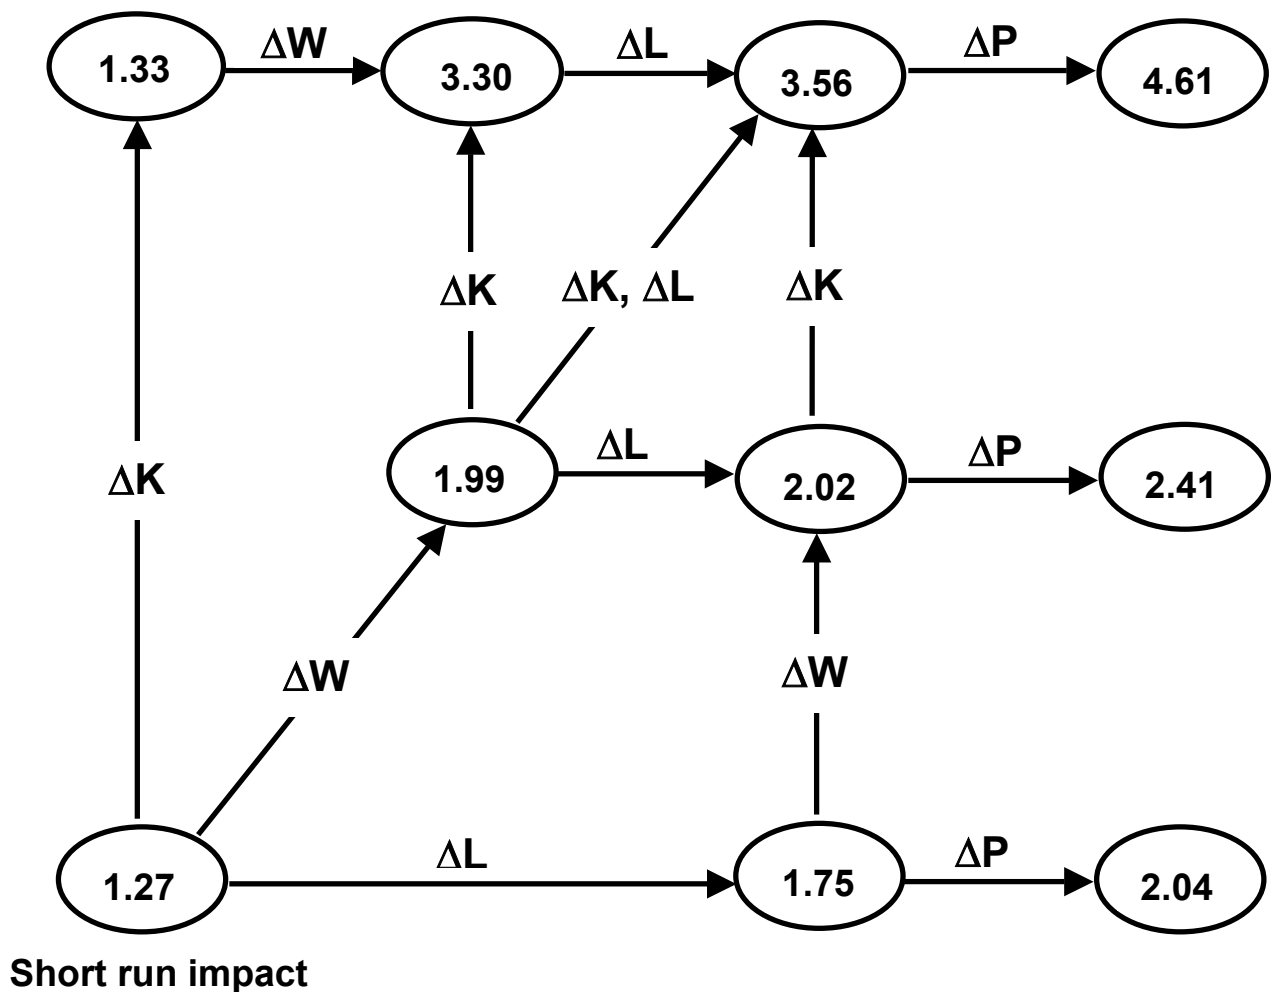 ΔW ΔL ΔP
1.33 3.30 3.56 4.61
ΔK ΔK, ΔL ΔK
ΔL ΔP
ΔK 1.99 2.02 2.41
ΔW ΔW
ΔL ΔP
1.27 1.75 2.04
Short run impact